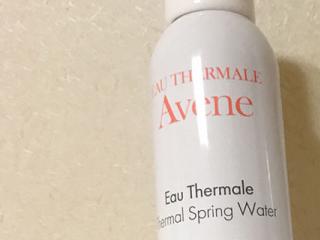 EAU THERMALE
Avene
Eau Thermale
Thermal Spring Water